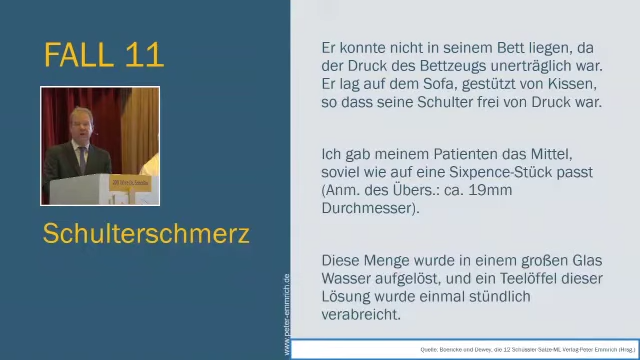 FALL 11
Schulterschmerz
Er konnte nicht in seinem Bett liegen, da
der Druck des Bettzeugs unerträglich war.
Er lag auf dem Sofa, gestützt von Kissen,
so dass seine Schulter frei von Druck war.
Ich gab meinem Patienten das Mittel,
soviel wie auf eine Sixpence-Stück passt
(Anm. des Übers.: ca. 19mm
Durchmesser).
Diese Menge wurde in einem großen Glas
Wasser aufgelöst, und ein Teelöffel dieser
Lösung wurde einmal stündlich
verabreicht.
www.peter-emmrich.de
Quelle: Boericke und Dewey, die 12 Schüssler-Salze-ML Verlag-Peter Emmrich (Hrsg.)